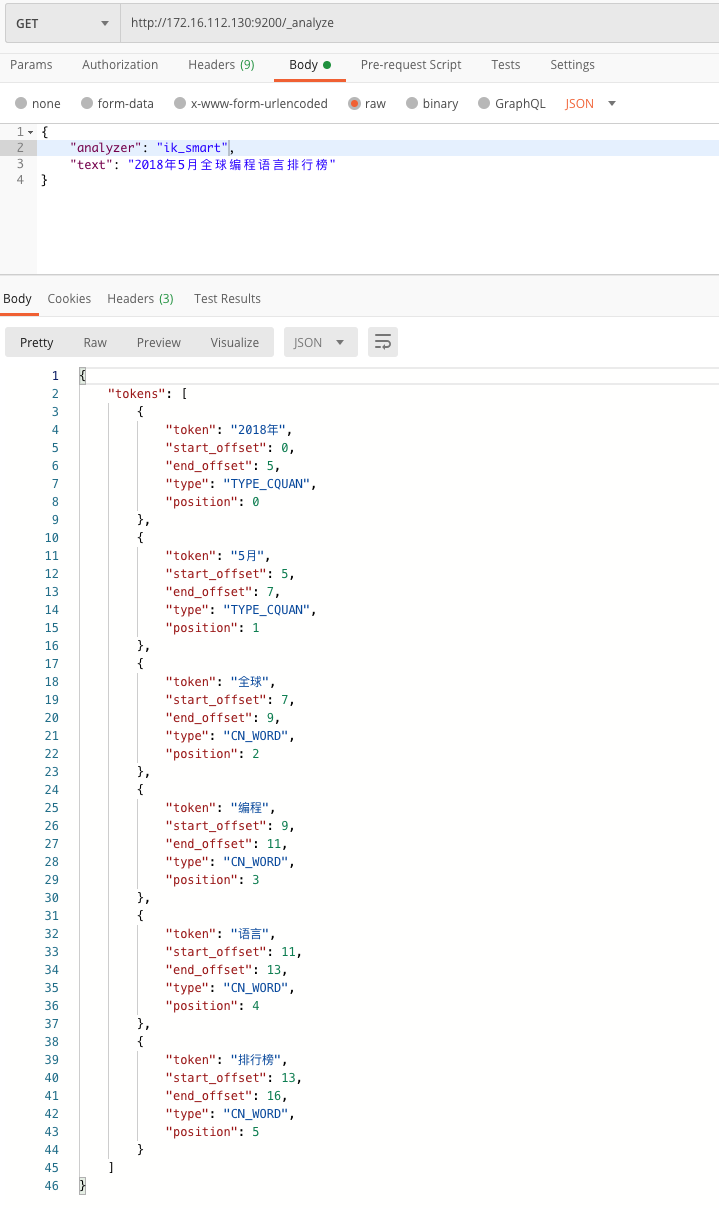 GET http://172.16.112.130:9200/_analyze
Params Authorization Headers (9) Body Pre-request Script Tests Settings
none form-data x-www-form-urlencoded raw binary GraphQL JSON
1 {
2 "analyzer": "ik_smart",
3 "text": "2018年5月全球编程语言排行榜"
4 }
Body Cookies Headers (3) Test Results
Pretty Raw Preview Visualize JSON
1 {
2 "tokens": [
3 {
4 "token": "2018年",
5 "start_offset": 0,
6 "end_offset": 5,
7 "type": "TYPE_CQUAN",
8 "position": 0
9 },
10 {
11 "token": "5月",
12 "start_offset": 5,
13 "end_offset": 7,
14 "type": "TYPE_CQUAN",
15 "position": 1
16 },
17 {
18 "token": "全球",
19 "start_offset": 7,
20 "end_offset": 9,
21 "type": "CN_WORD",
22 "position": 2
23 },
24 {
25 "token": "编程",
26 "start_offset": 9,
27 "end_offset": 11,
28 "type": "CN_WORD",
29 "position": 3
30 },
31 {
32 "token": "语言",
33 "start_offset": 11,
34 "end_offset": 13,
35 "type": "CN_WORD",
36 "position": 4
37 },
38 {
39 "token": "排行榜",
40 "start_offset": 13,
41 "end_offset": 16,
42 "type": "CN_WORD",
43 "position": 5
44 }
45 ]
46 }